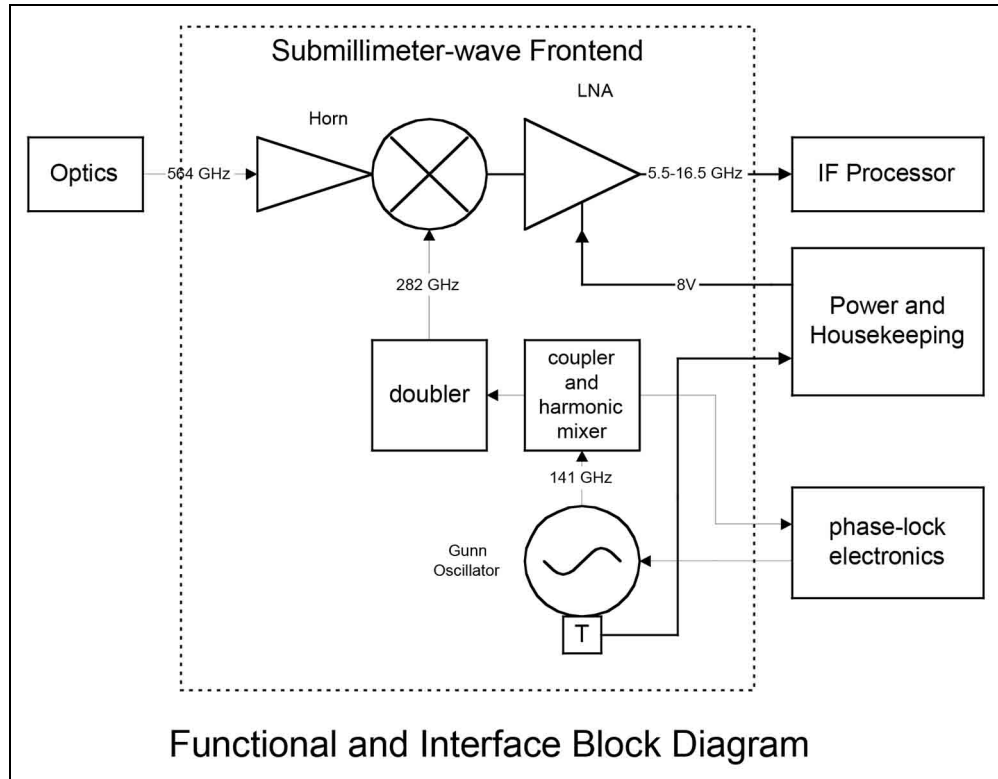 Submillimeter-wave Frontend
LNA
Horn
Optics
564 GHz
5.5-16.5 GHz
IF Processor
282 GHz
8V
Power and
Housekeeping
doubler
coupler
and
harmonic
mixer
141 GHz
phase-lock
electronics
Gunn
Oscillator
T
Functional and Interface Block Diagram